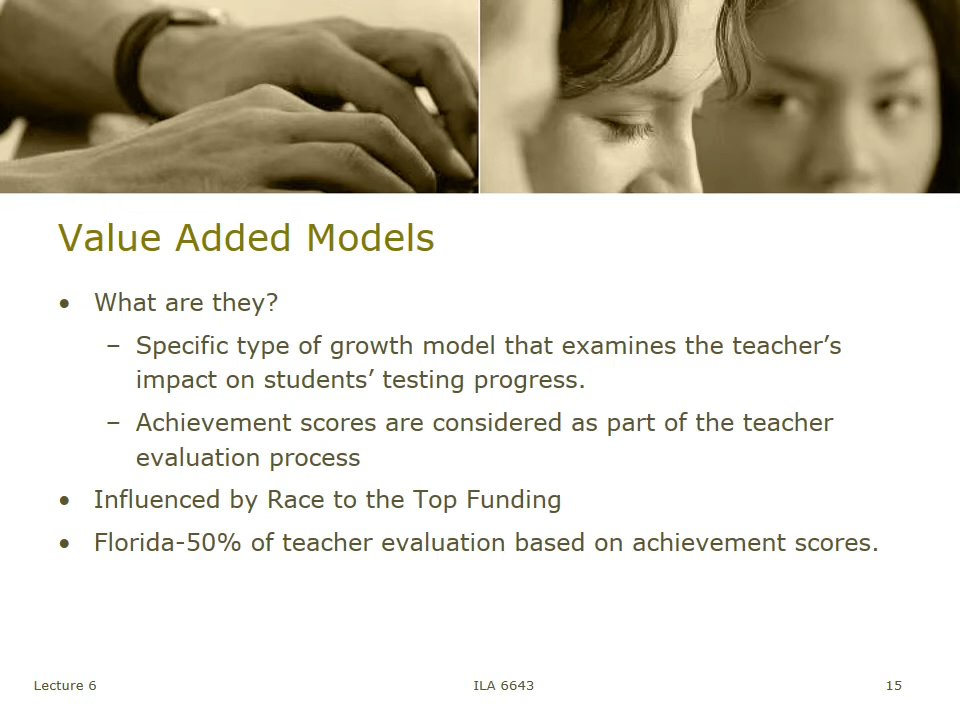 Value Added Models
• What are they?
– Specific type of growth model that examines the teacher’s
impact on students’ testing progress.
– Achievement scores are considered as part of the teacher
evaluation process
• Influenced by Race to the Top Funding
• Florida-50% of teacher evaluation based on achievement scores.
Lecture 6 ILA 6643 15